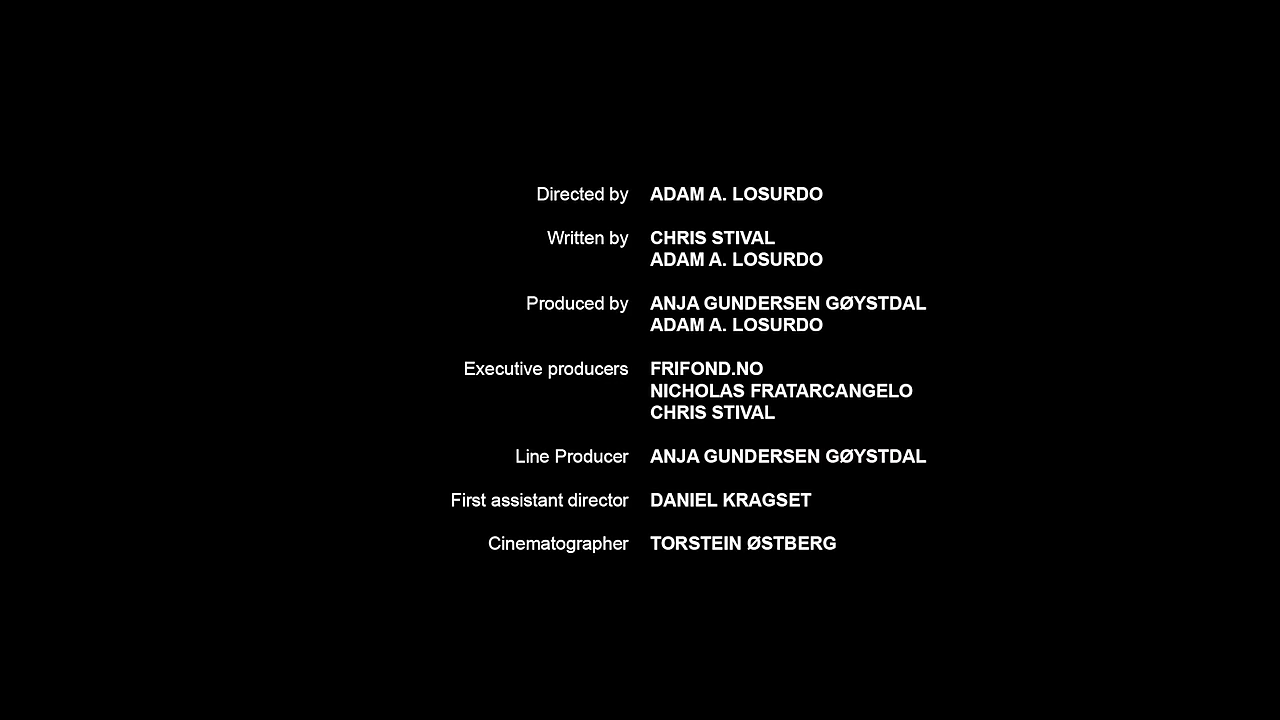 Directed by ADAM A. LOSURDO
Written by CHRIS STIVAL
ADAM A. LOSURDO
Produced by ANJA GUNDERSEN GØYSTDAL
ADAM A. LOSURDO
Executive producers FRIFOND.NO
NICHOLAS FRATARCANGELO
CHRIS STIVAL
Line Producer ANJA GUNDERSEN GØYSTDAL
First assistant director DANIEL KRAGSET
Cinematographer TORSTEIN ØSTBERG